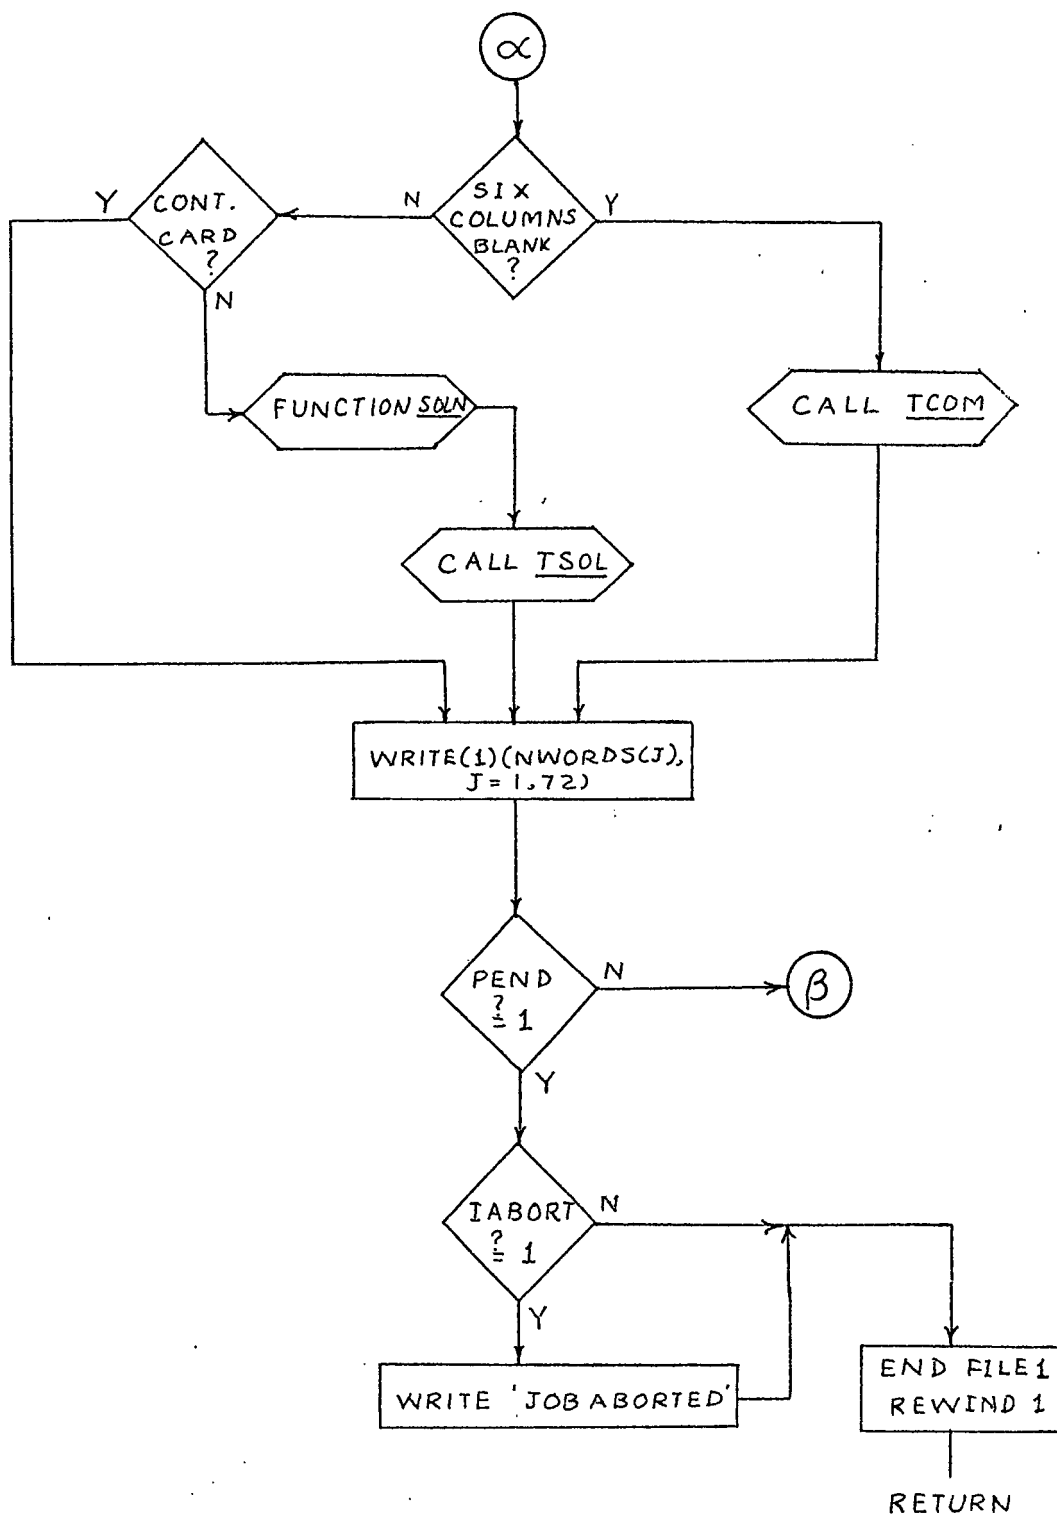 α
SIX
COLUMNS
BLANK
?
N
Y
CONT.
CARD
?
Y
N
FUNCTION SOLN
CALL TCOM
CALL TSOL
WRITE(1)(NWORDS(J),
J=1,72)
PEND
?
= 1
N
β
Y
IABORT
?
= 1
N
Y
WRITE 'JOB ABORTED'
END FILE 1
REWIND 1
RETURN